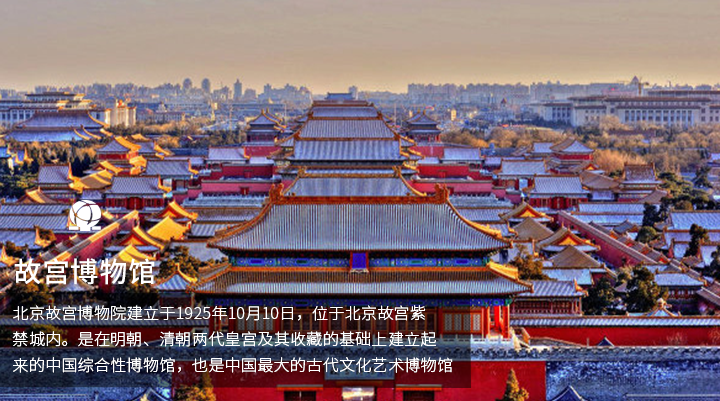 故宫博物馆
北京故宫博物院建立于1925年10月10日，位于北京故宫紫
禁城内。是在明朝、清朝两代皇宫及其收藏的基础上建立起
来的中国综合性博物馆，也是中国最大的古代文化艺术博物馆